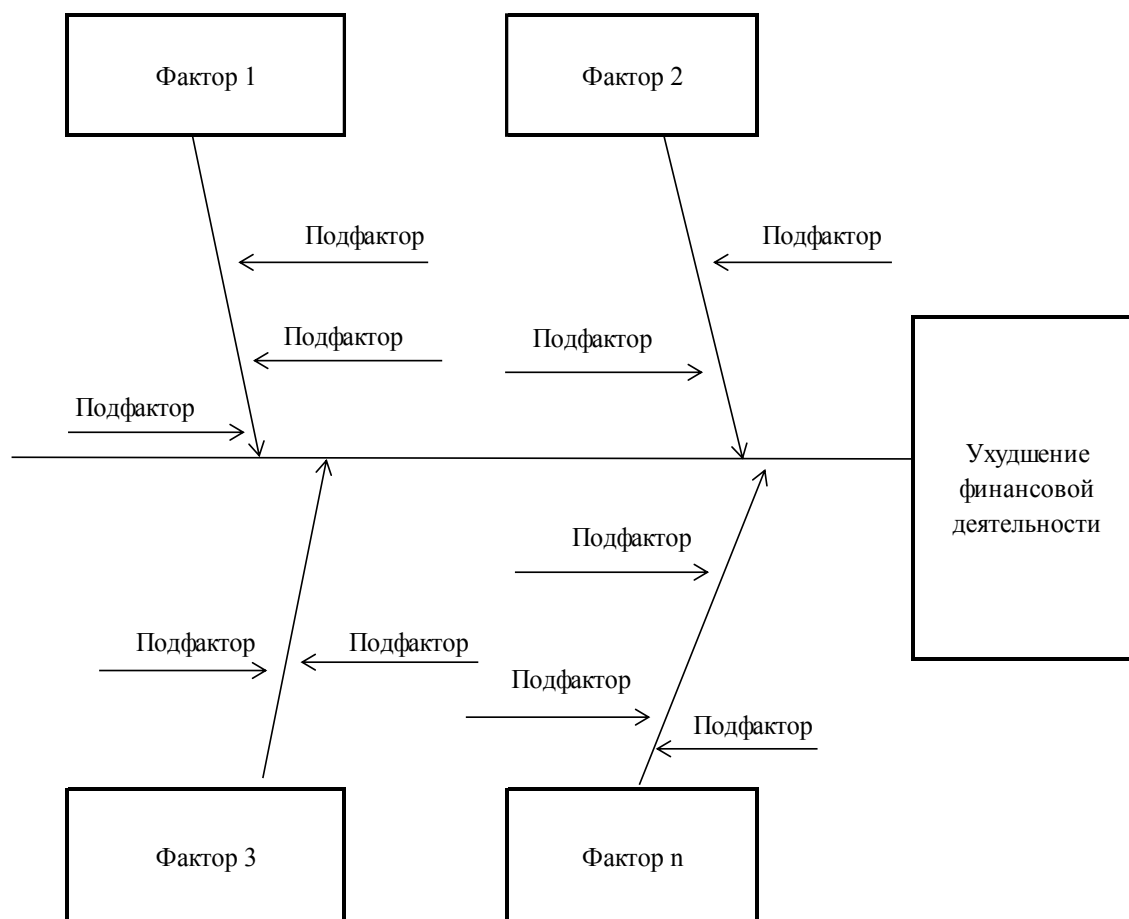 Фактор 1
Фактор 2
Подфактор
Подфактор
Подфактор
Подфактор
Подфактор
Ухудшение
финансовой
деятельности
Подфактор
Подфактор
Подфактор
Подфактор
Подфактор
Фактор 3
Фактор n